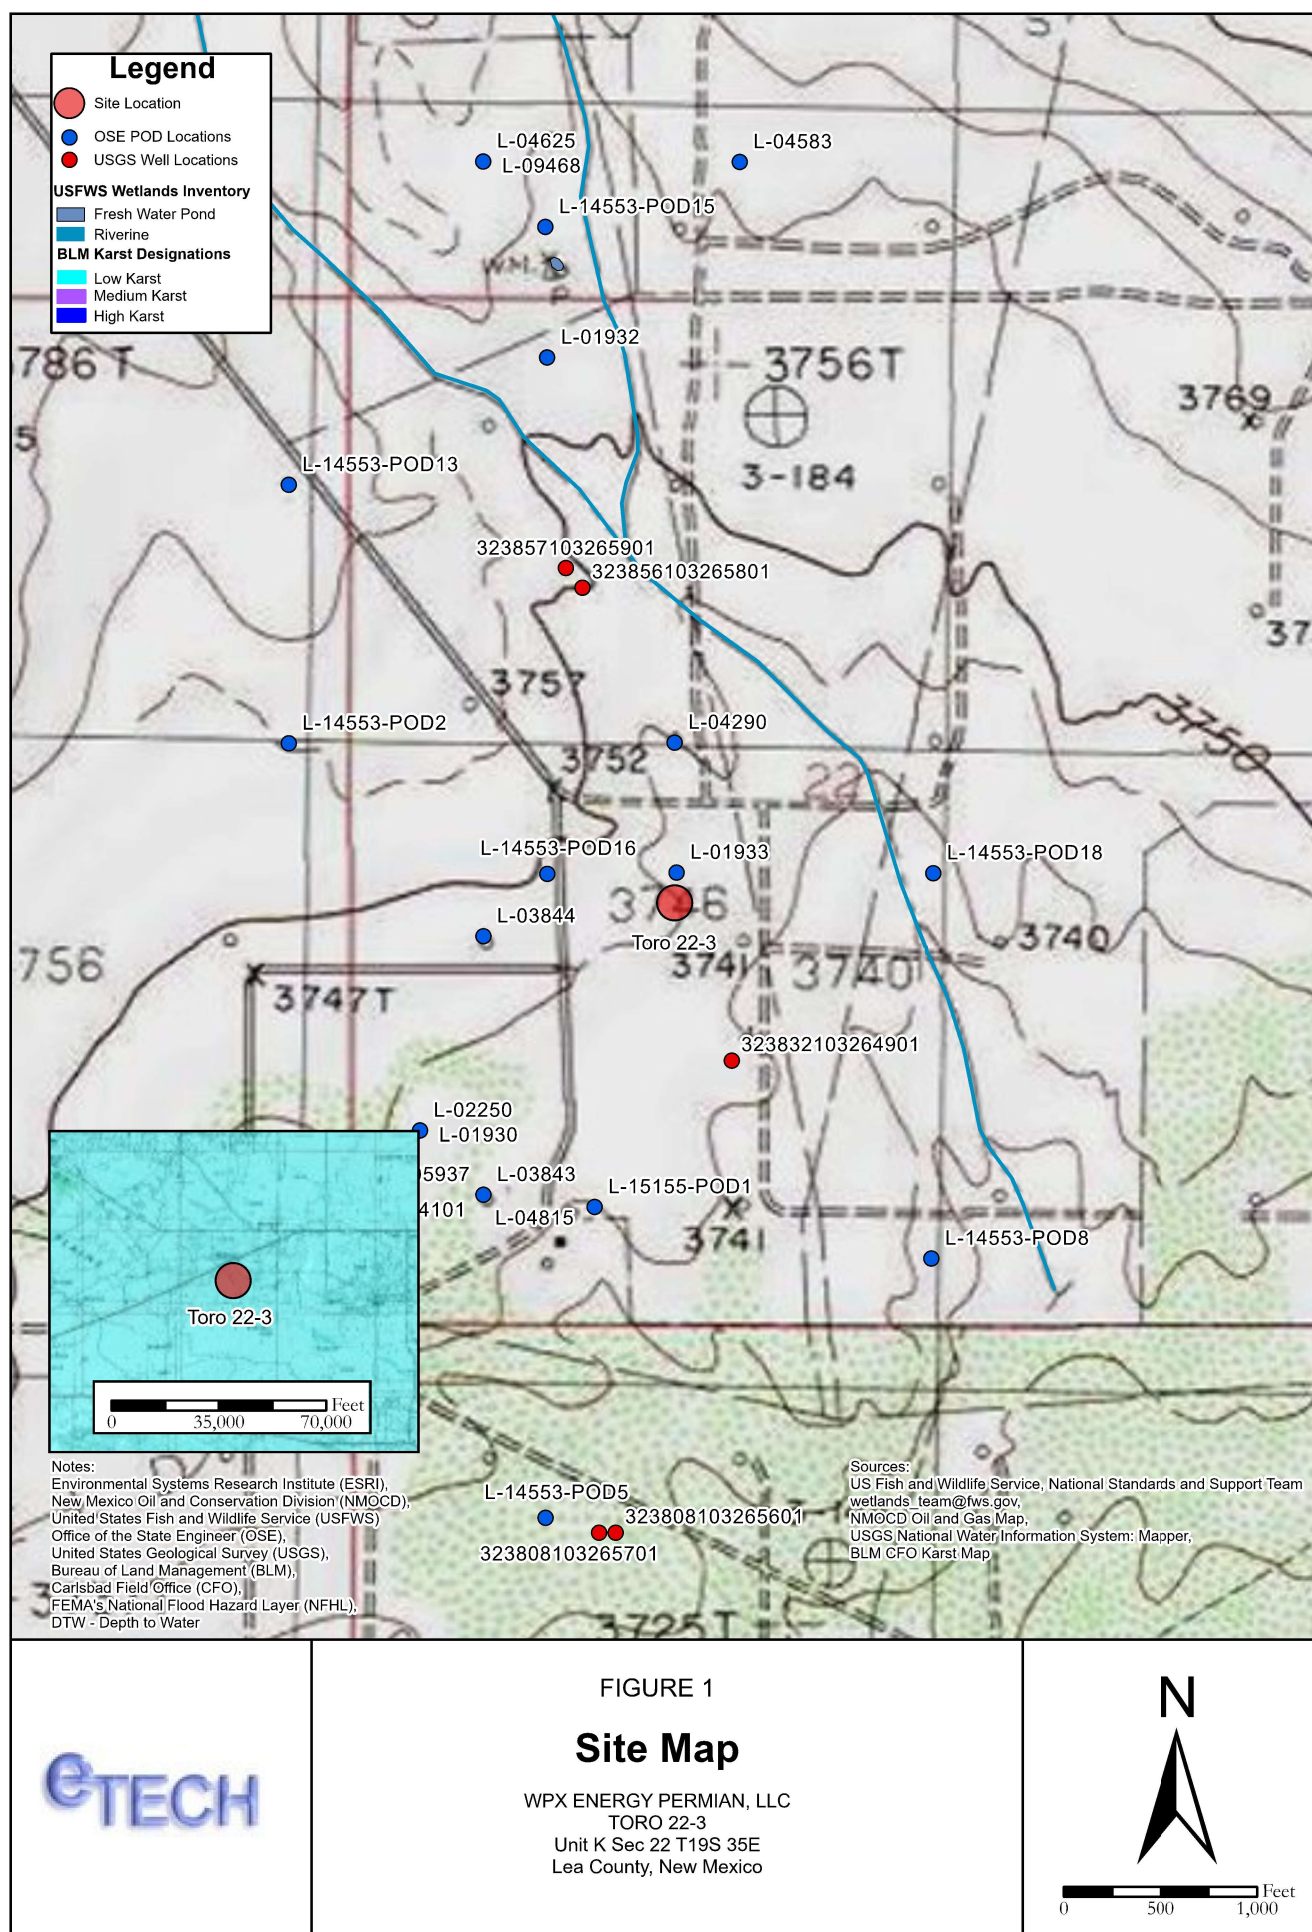 Legend
Site Location
OSE POD Locations
USGS Well Locations
USFWS Wetlands Inventory
Fresh Water Pond
Riverine
BLM Karst Designations
Low Karst
Medium Karst
High Karst
L-04625
L-09468
L-04583
L-14553-POD15
W.M.
L-01932
3786 T
3756T
3769
5
L-14553-POD13
3-184
323857103265901
323856103265801
37
3757
L-14553-POD2
L-04290
3750
3752
22
L-14553-POD16
L-01933
L-14553-POD18
3746
L-03844
Toro 22-3
3740
756
3741
3740
3747T
323832103264901
L-02250
L-01930
05937
L-03843
L-15155-POD1
4101
L-04815
3741
L-14553-POD8
Toro 22-3
Feet
0 35,000 70,000
Notes:
Environmental Systems Research Institute (ESRI),
New Mexico Oil and Conservation Division (NMOCD),
United States Fish and Wildlife Service (USFWS)
Office of the State Engineer (OSE),
United States Geological Survey (USGS),
Bureau of Land Management (BLM),
Carlsbad Field Office (CFO),
FEMA's National Flood Hazard Layer (NFHL),
DTW - Depth to Water
L-14553-POD5
323808103265601
323808103265701
3725T
Sources:
US Fish and Wildlife Service, National Standards and Support Team
wetlands_team@fws.gov,
NMOCD Oil and Gas Map,
USGS National Water Information System: Mapper,
BLM CFO Karst Map
eTECH
FIGURE 1
Site Map
WPX ENERGY PERMIAN, LLC
TORO 22-3
Unit K Sec 22 T19S 35E
Lea County, New Mexico
N
Feet
0 500 1,000